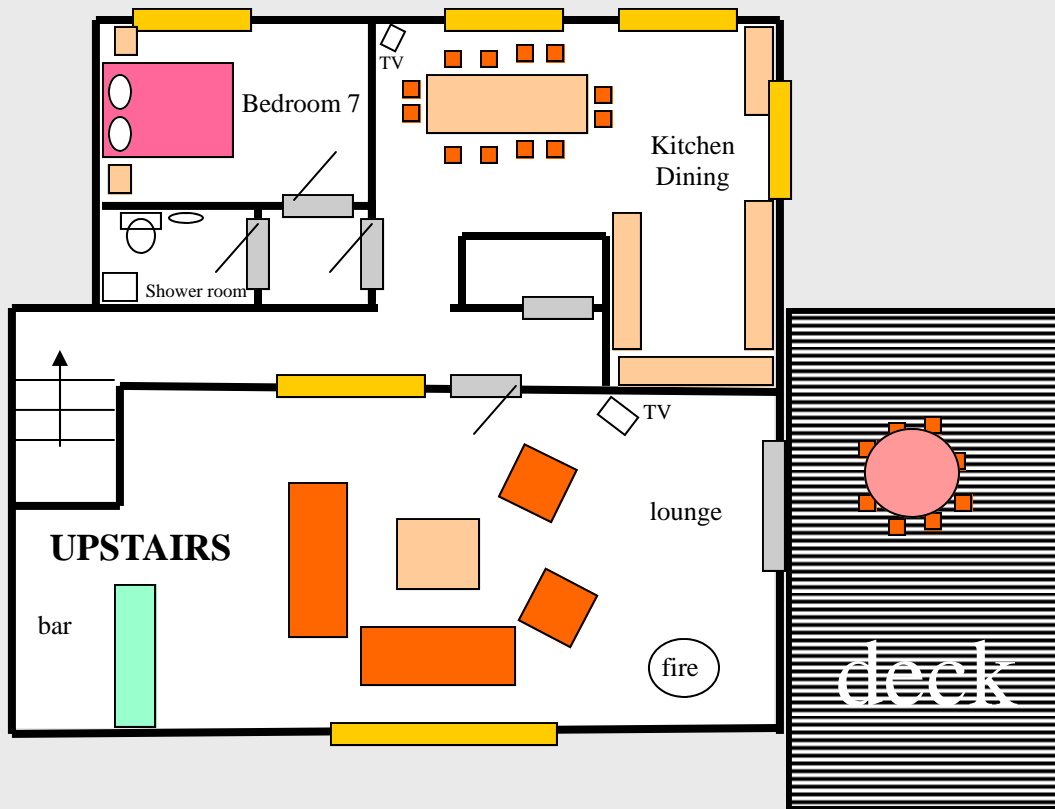 TV
Bedroom 7
Kitchen
Dining
Shower room
TV
lounge
UPSTAIRS
bar
fire
deck